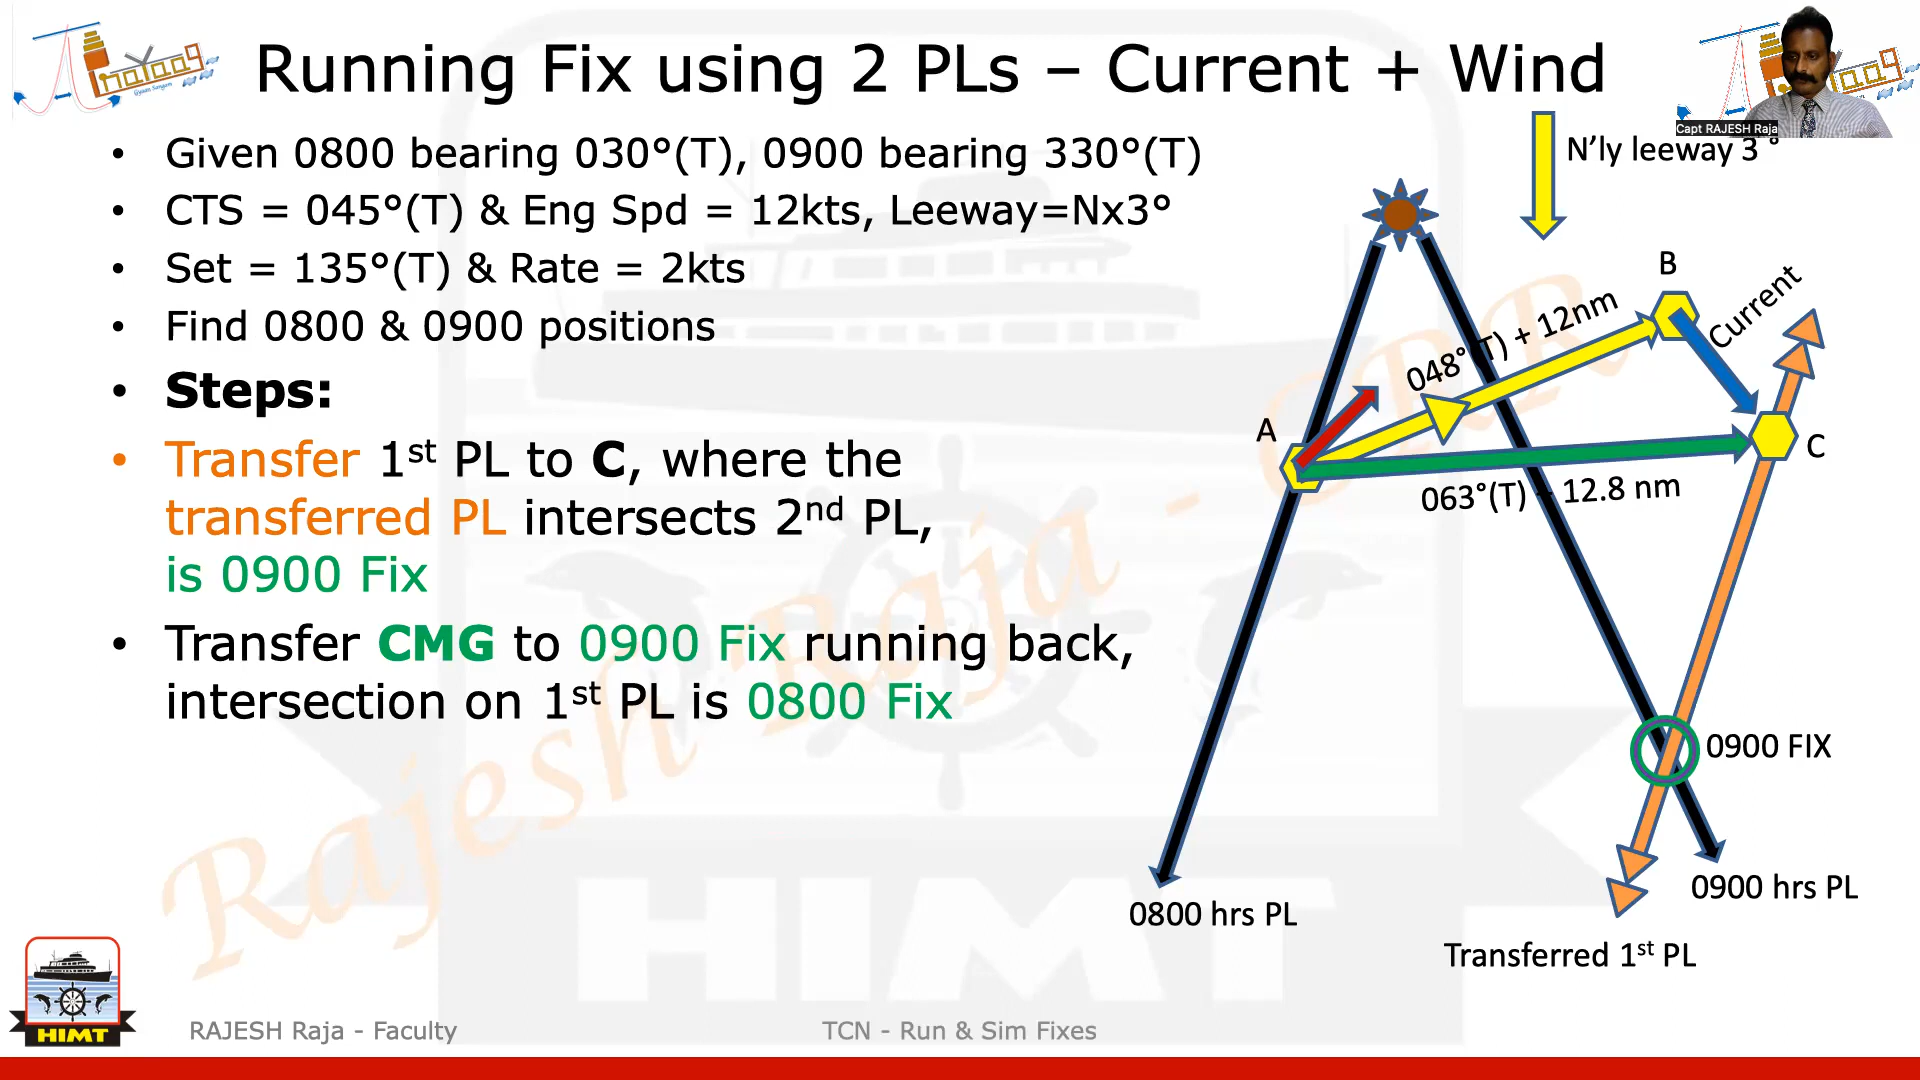 Running Fix using 2 PLs – Current + Wind
Capt RAJESH Raja
• Given 0800 bearing 030°(T), 0900 bearing 330°(T)
• CTS = 045°(T) & Eng Spd = 12kts, Leeway=Nx3°
• Set = 135°(T) & Rate = 2kts
• Find 0800 & 0900 positions
• Steps:
• Transfer 1st PL to C, where the
transferred PL intersects 2nd PL,
is 0900 Fix
• Transfer CMG to 0900 Fix running back,
intersection on 1st PL is 0800 Fix
N'ly leeway 3°
B
Current
048°(T) + 12nm
A
C
063°(T) + 12.8 nm
0900 FIX
0900 hrs PL
0800 hrs PL
Transferred 1st PL
Rajesh Raja - CBR
HIMT
HIMT
RAJESH Raja - Faculty
TCN - Run & Sim Fixes